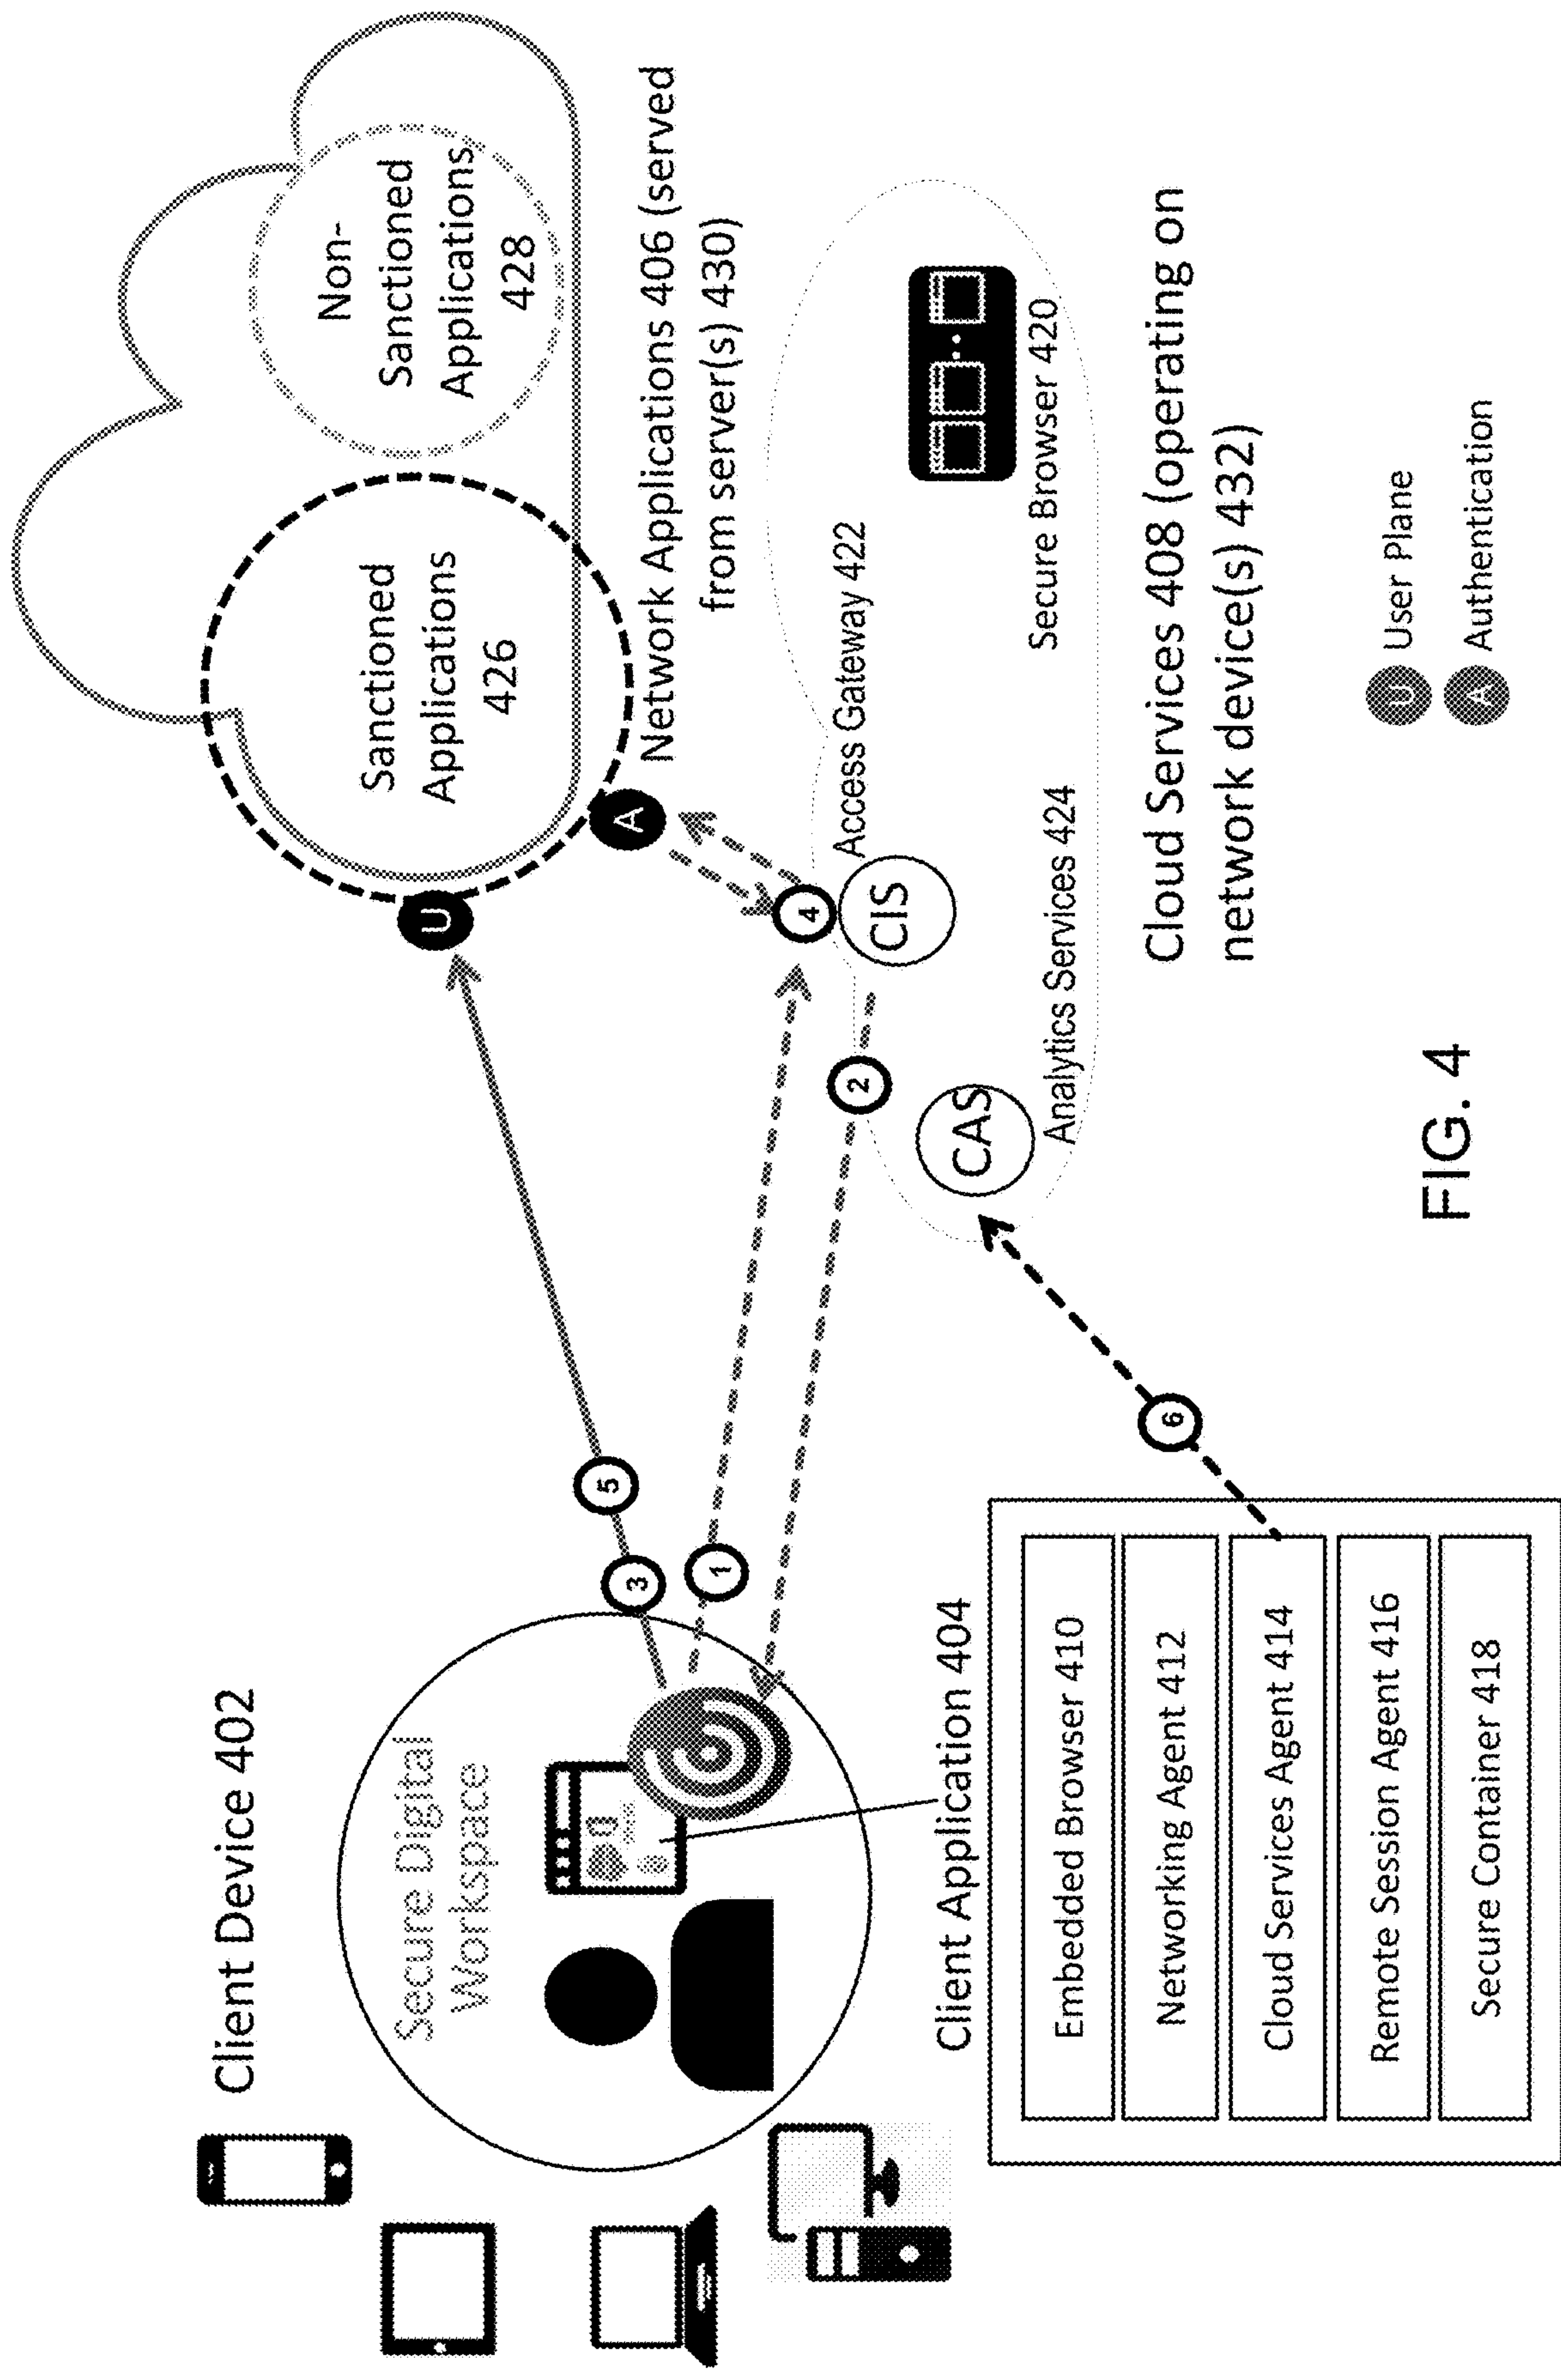 Client Device 402
Secure Digital
Workspace
Client Application 404
Embedded Browser 410
Networking Agent 412
Cloud Services Agent 414
Remote Session Agent 416
Secure Container 418
3
5
1
2
4
6
U
A
Sanctioned
Applications
426
Non-
Sanctioned
Applications
428
Network Applications 406 (served
from server(s) 430)
Access Gateway 422
CIS
CAS
Analytics Services 424
Secure Browser 420
Cloud Services 408 (operating on
network device(s) 432)
U User Plane
A Authentication
FIG. 4